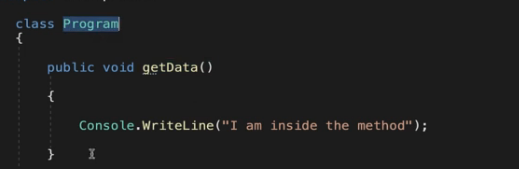 class Program
{
public void getData()
{
Console.WriteLine("I am inside the method");
}